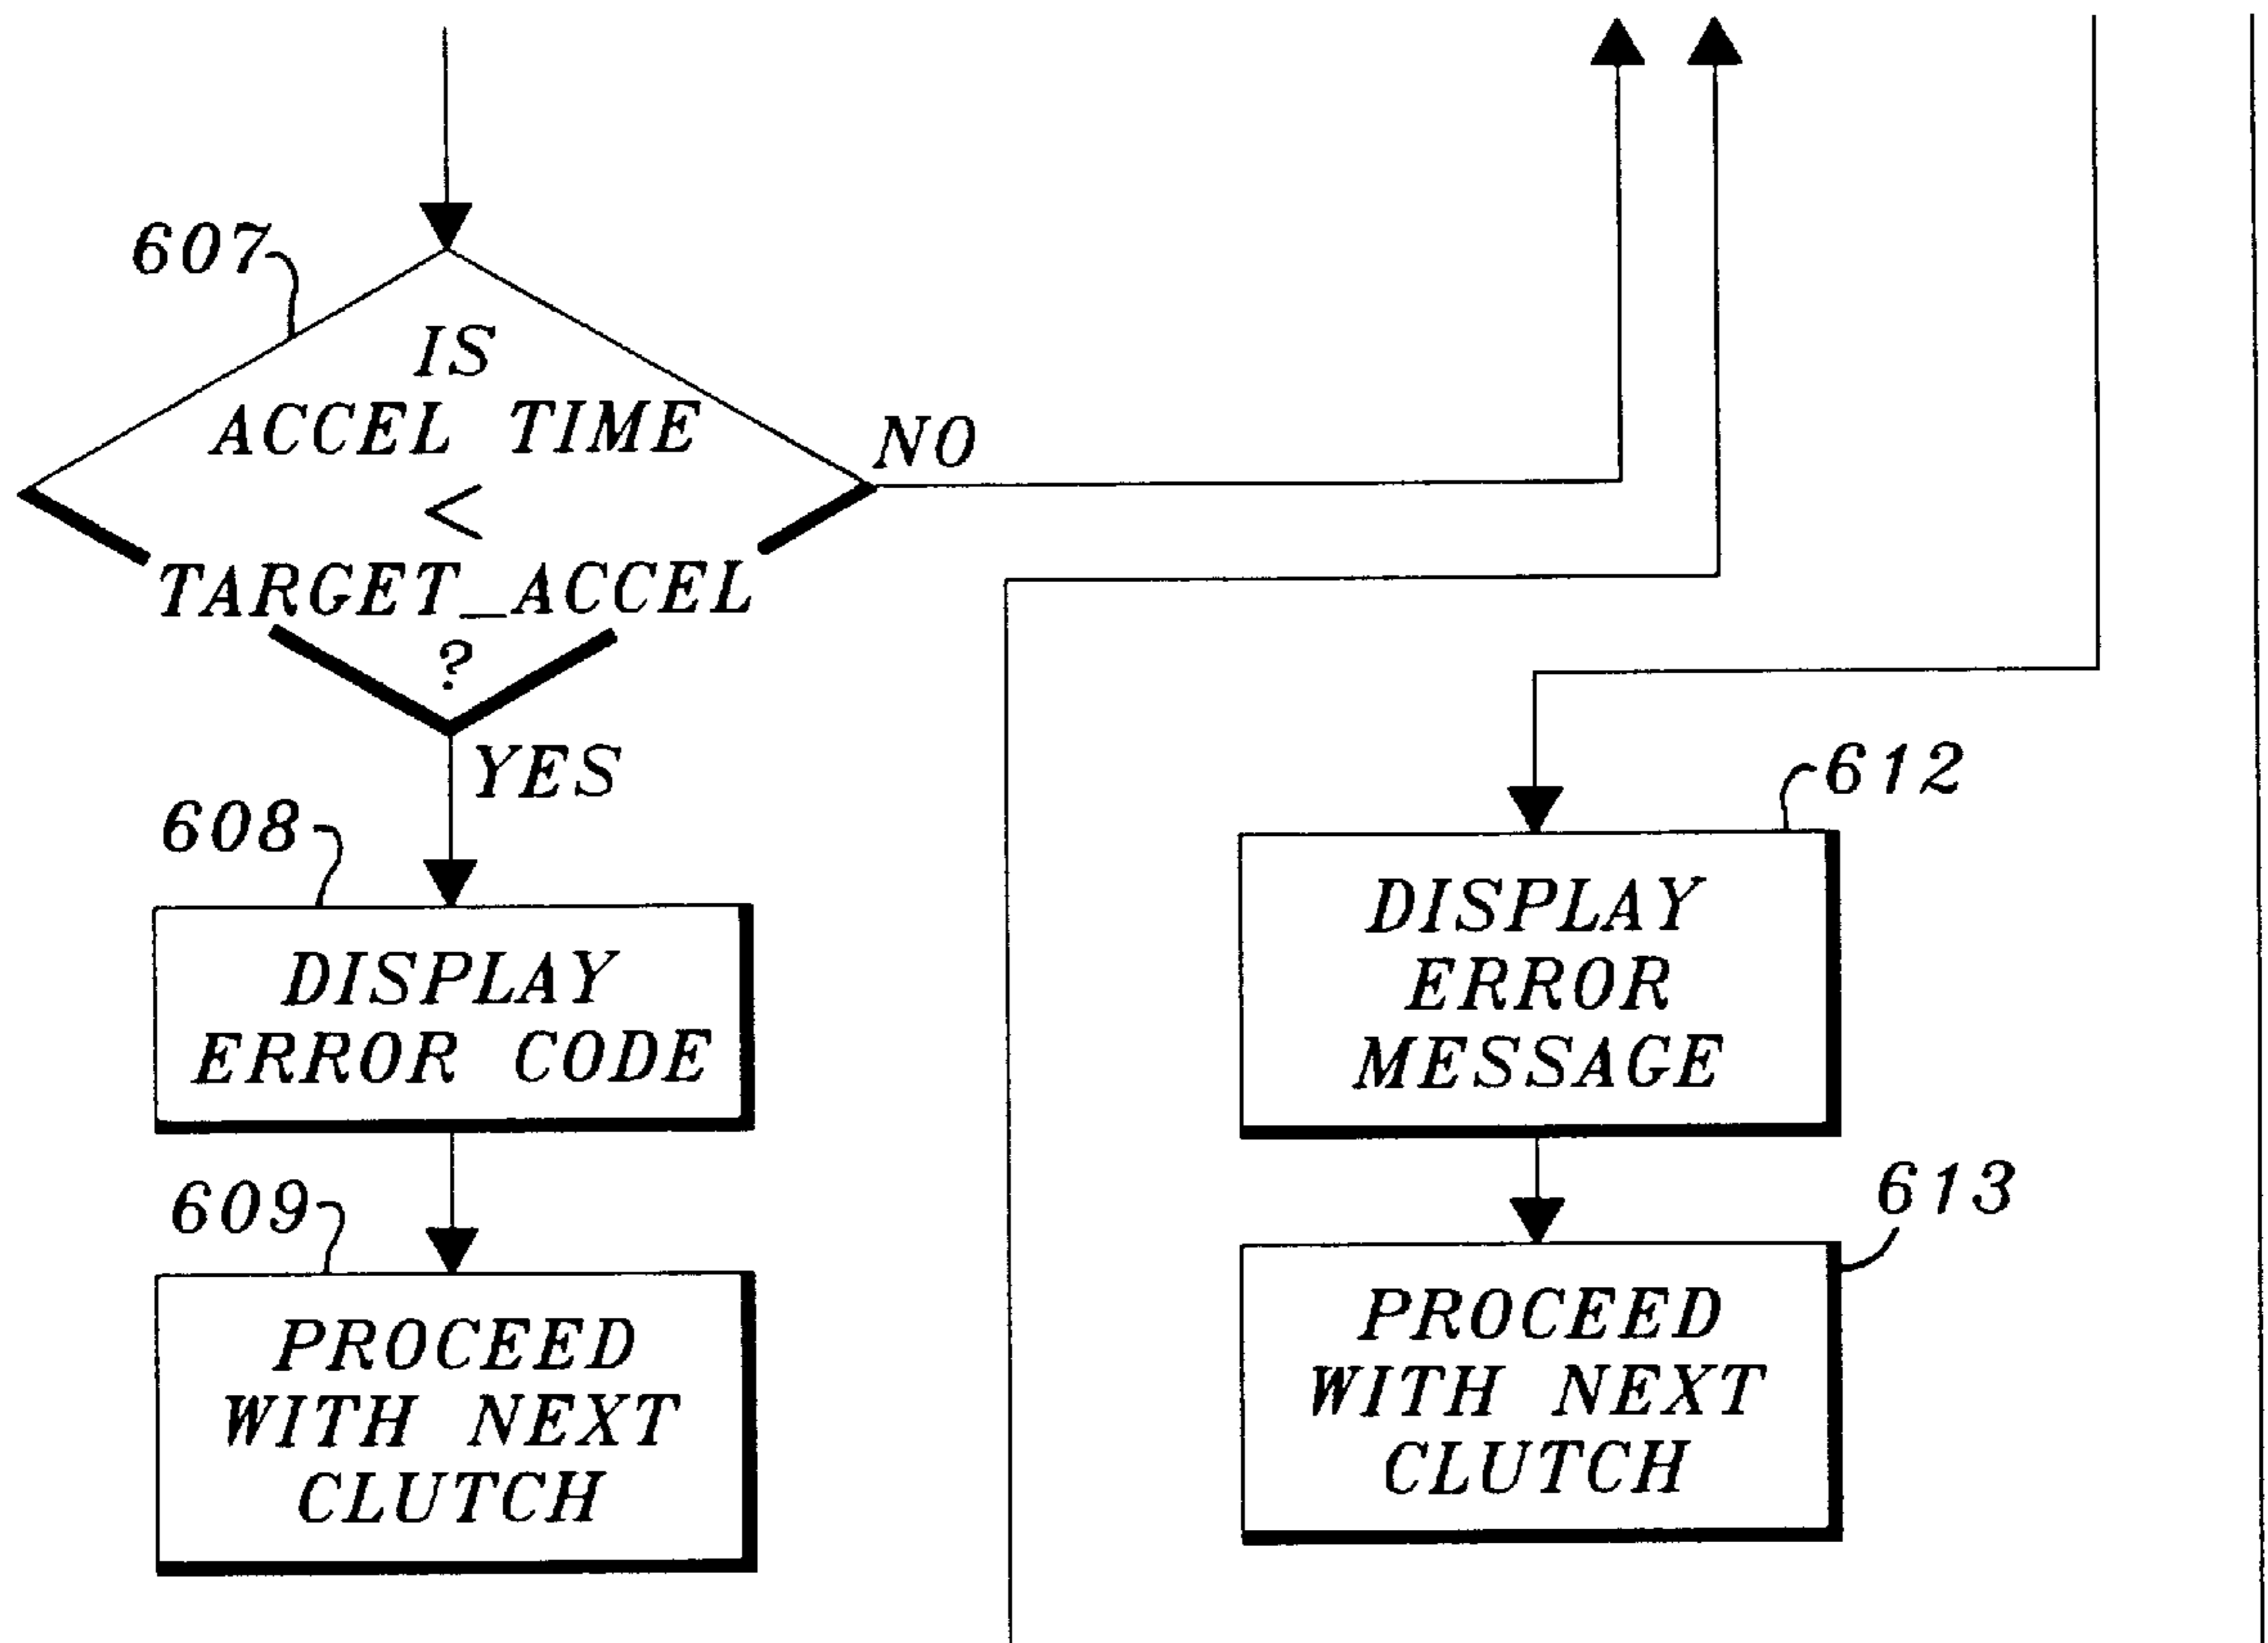 607
IS
ACCEL TIME
<
TARGET_ACCEL
?
NO
YES
608
DISPLAY
ERROR CODE
609
PROCEED
WITH NEXT
CLUTCH
612
DISPLAY
ERROR
MESSAGE
613
PROCEED
WITH NEXT
CLUTCH